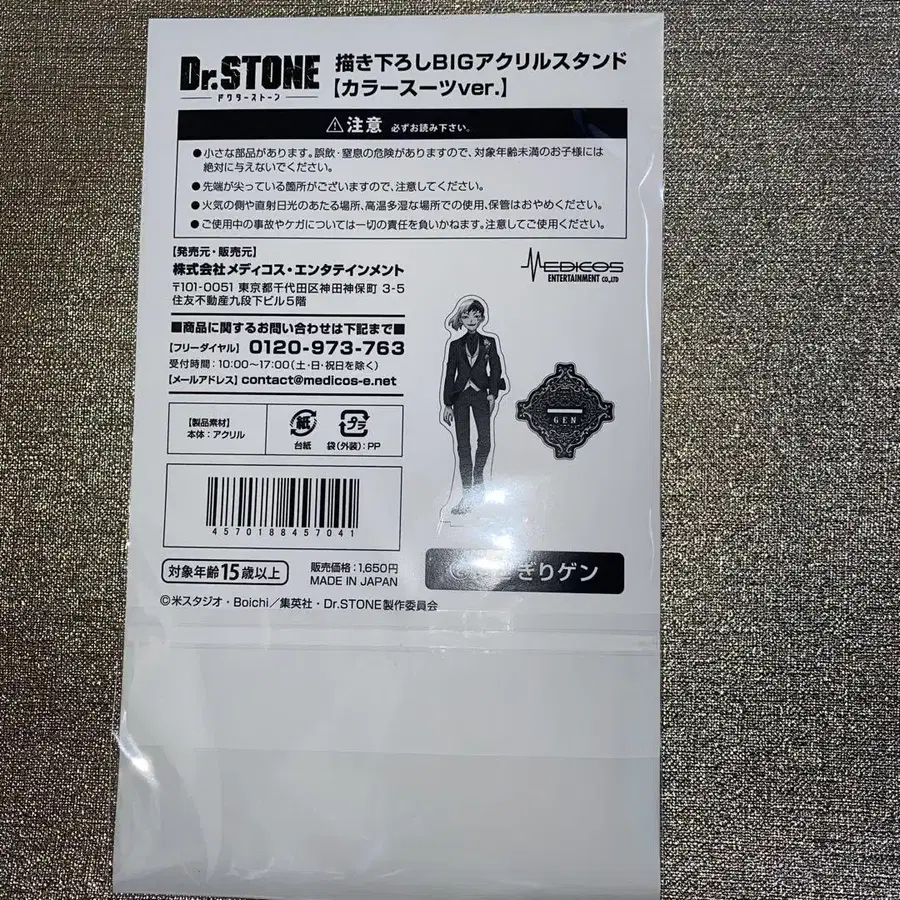 Dr.STONE
ドクターストーン
描き下ろしBIGアクリルスタンド
【カラースーツver.】
⚠注意 必ずお読み下さい。
●小さな部品があります。誤飲・窒息の危険がありますので、対象年齢未満のお子様には
絶対に与えないでください。
●先端が尖っている箇所がございますので、注意してください。
●火気の側や直射日光のあたる場所、高温多湿な場所での使用、保管はおやめください。
●ご使用中の事故やケガについては一切の責任を負いかねます。注意してご使用ください。
【発売元・販売元】
株式会社メディコス・エンタテインメント
〒101-0051 東京都千代田区神田神保町 3-5
住友不動産九段下ビル5階
MEDICOS
ENTERTAINMENT CO.,LTD
■商品に関するお問い合わせは下記まで■
【フリーダイヤル】 0120-973-763
受付時間:10:00～17:00(土・日・祝日を除く)
【メールアドレス】 contact@medicos-e.net
【製品素材】
本体:アクリル
紙
台紙
プラ
袋(外装):PP
GEN
4570188457041
対象年齢15歳以上
販売価格:1,650円
MADE IN JAPAN
ぎりゲン
©米スタジオ・Boichi／集英社・Dr.STONE製作委員会